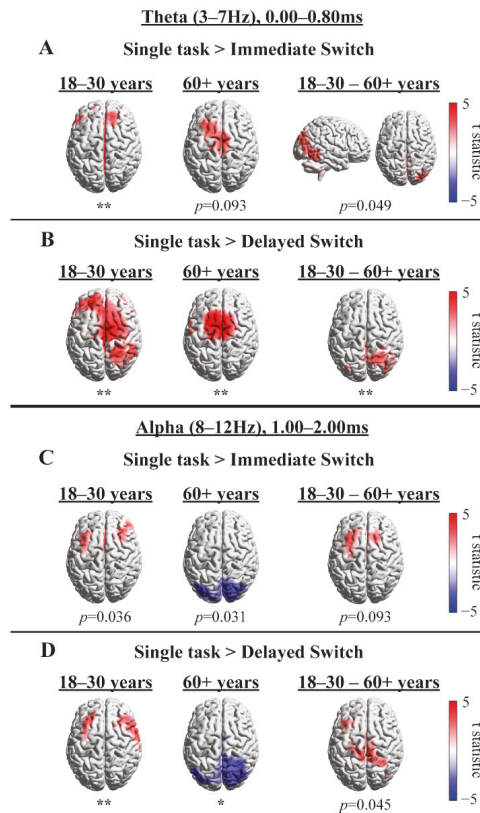 Theta (3–7Hz), 0.00–0.80ms
A Single task > Immediate Switch
18–30 years 60+ years 18–30 – 60+ years
5
t statistic
−5
** p=0.093 p=0.049
B Single task > Delayed Switch
18–30 years 60+ years 18–30 – 60+ years
5
t statistic
−5
** ** **
Alpha (8–12Hz), 1.00–2.00ms
C Single task > Immediate Switch
18–30 years 60+ years 18–30 – 60+ years
5
t statistic
−5
p=0.036 p=0.031 p=0.093
D Single task > Delayed Switch
18–30 years 60+ years 18–30 – 60+ years
5
t statistic
−5
** * p=0.045